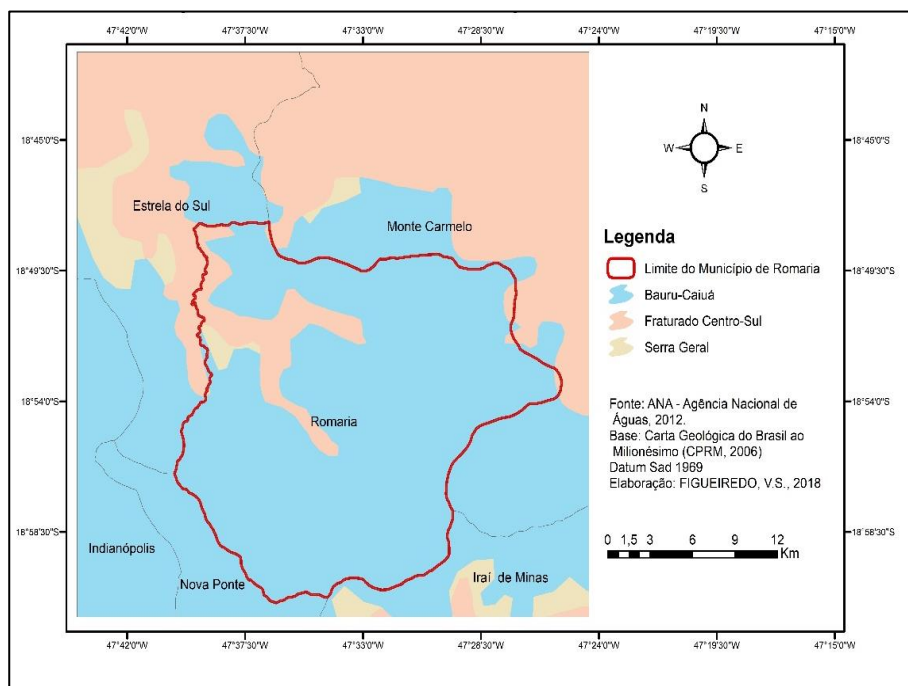 47°42'0"W 47°37'30"W 47°33'0"W 47°28'30"W 47°24'0"W 47°19'30"W 47°15'0"W
N
W E
S
18°45'0"S 18°45'0"S
Estrela do Sul
Monte Carmelo
Legenda
18°49'30"S 18°49'30"S
Limite do Município de Romaria
Bauru-Caiuá
Fraturado Centro-Sul
Serra Geral
18°54'0"S 18°54'0"S
Romaria
Fonte: ANA - Agência Nacional de
Águas, 2012.
Base: Carta Geológica do Brasil ao
Milionésimo (CPRM, 2006)
Datum Sad 1969
Elaboração: FIGUEIREDO, V.S., 2018
18°58'30"S 18°58'30"S
Indianópolis
Nova Ponte
Iraí de Minas
0 1,5 3 6 9 12
Km
47°42'0"W 47°37'30"W 47°33'0"W 47°28'30"W 47°24'0"W 47°19'30"W 47°15'0"W